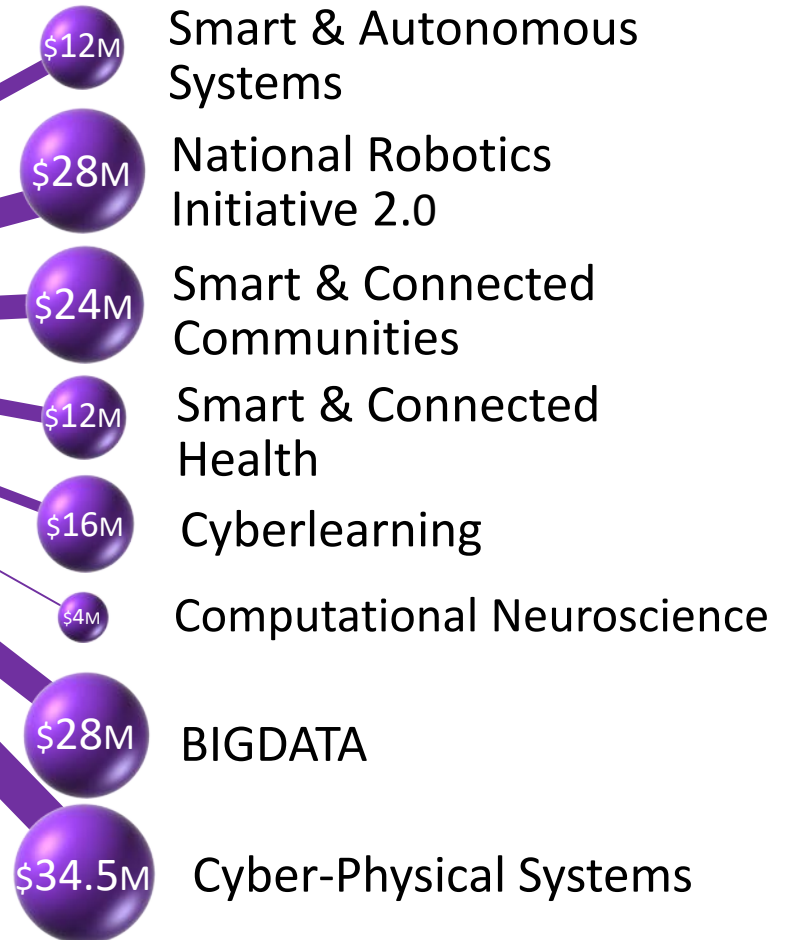 $12M
Smart & Autonomous
Systems
$28M
National Robotics
Initiative 2.0
$24M
Smart & Connected
Communities
$12M
Smart & Connected
Health
$16M
Cyberlearning
$4M
Computational Neuroscience
$28M
BIGDATA
$34.5M
Cyber-Physical Systems